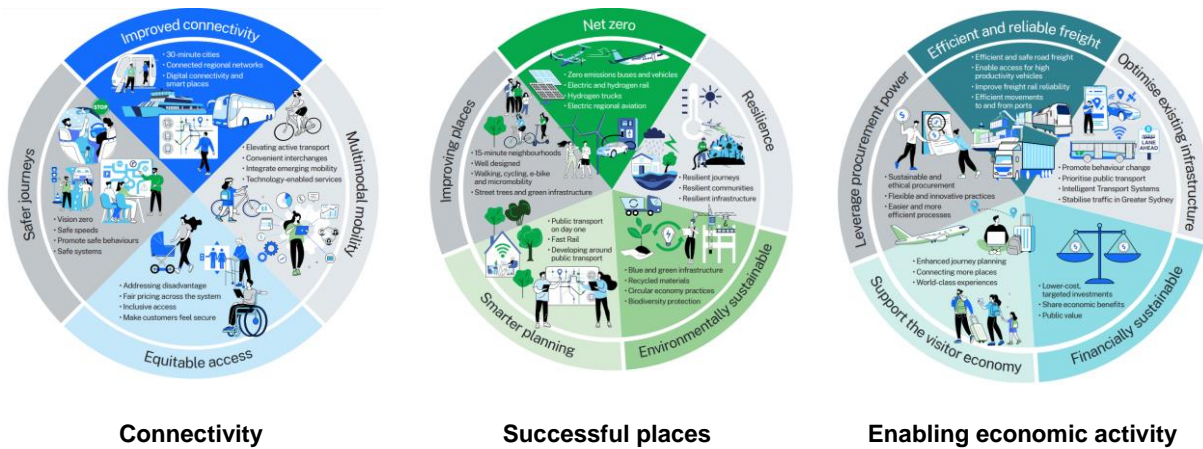 Improved connectivity
• 30-minute cities
• Connected regional networks
• Digital connectivity and
smart places
Multimodal mobility
• Elevating active transport
• Convenient interchanges
• Integrate emerging mobility
• Technology-enabled services
Equitable access
• Addressing disadvantage
• Fair pricing across the system
• Inclusive access
• Make customers feel secure
Safer journeys
STOP
• Vision zero
• Safe speeds
• Promote safe behaviours
• Safe systems
Connectivity
Net zero
• Zero emissions buses and vehicles
• Electric and hydrogen rail
• Hydrogen trucks
• Electric regional aviation
Resilience
• Resilient journeys
• Resilient communities
• Resilient infrastructure
Environmentally sustainable
• Blue and green infrastructure
• Recycled materials
• Circular economy practices
• Biodiversity protection
Smarter planning
• Public transport
on day one
• Fast Rail
• Developing around
public transport
Improving places
• 15-minute neighbourhoods
• Well designed
• Walking, cycling, e-bike
and micromobility
• Street trees and green infrastructure
Successful places
Efficient and reliable freight
• Efficient and safe road freight
• Enable access for high
productivity vehicles
• Improve freight rail reliability
• Efficient movements
to and from ports
Optimise existing infrastructure
LANE
AHEAD
• Promote behaviour change
• Prioritise public transport
• Intelligent Transport Systems
• Stabilise traffic in Greater Sydney
Financially sustainable
• Lower-cost,
targeted investments
• Share economic benefits
• Public value
Support the visitor economy
• Enhanced journey planning
• Connecting more places
• World-class experiences
Leverage procurement power
• Sustainable and
ethical procurement
• Flexible and innovative practices
• Easier and more
efficient processes
Enabling economic activity